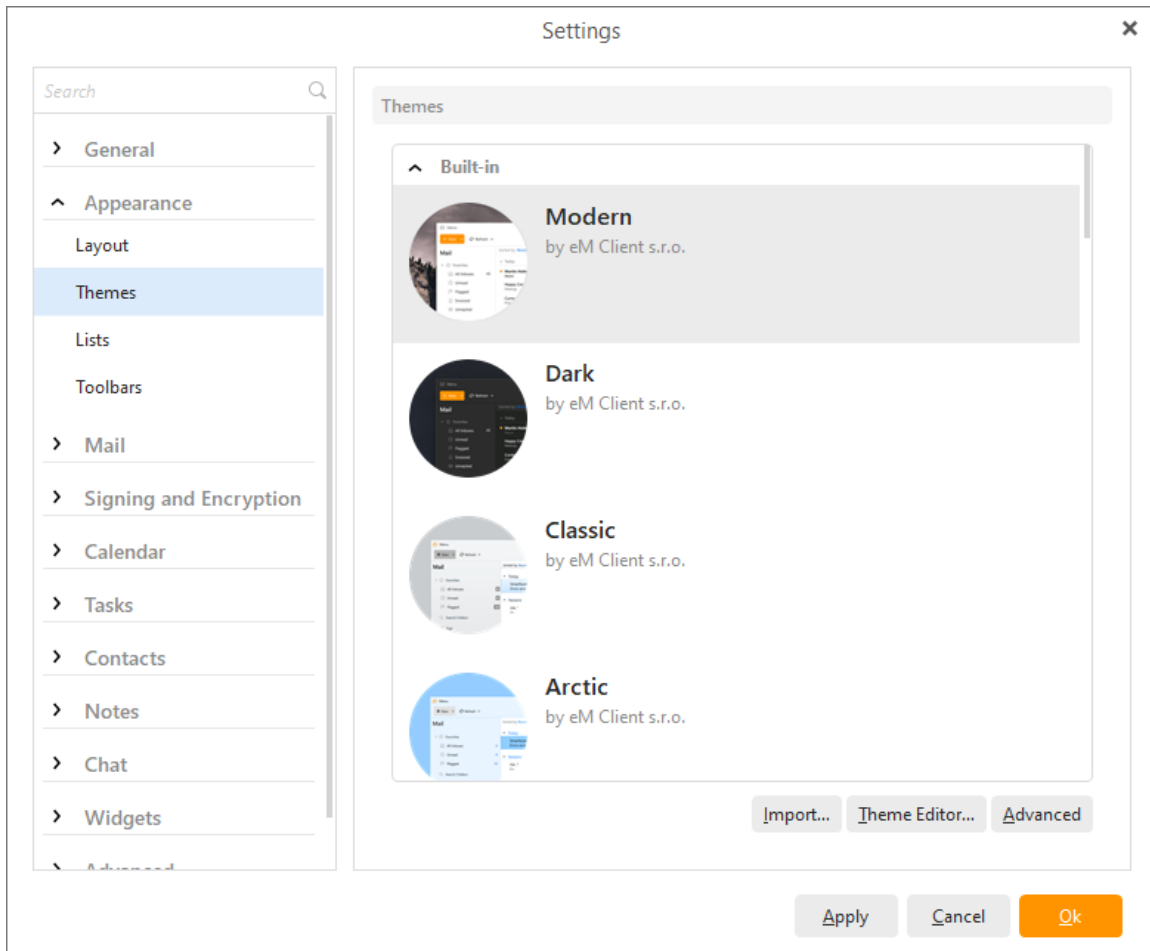 Settings
Search
General
Appearance
Layout
Themes
Lists
Toolbars
Mail
Signing and Encryption
Calendar
Tasks
Contacts
Notes
Chat
Widgets
Advanced
Themes
Built-in
Modern
by eM Client s.r.o.
Dark
by eM Client s.r.o.
Classic
by eM Client s.r.o.
Arctic
by eM Client s.r.o.
Import...
Theme Editor...
Advanced
Apply
Cancel
Ok